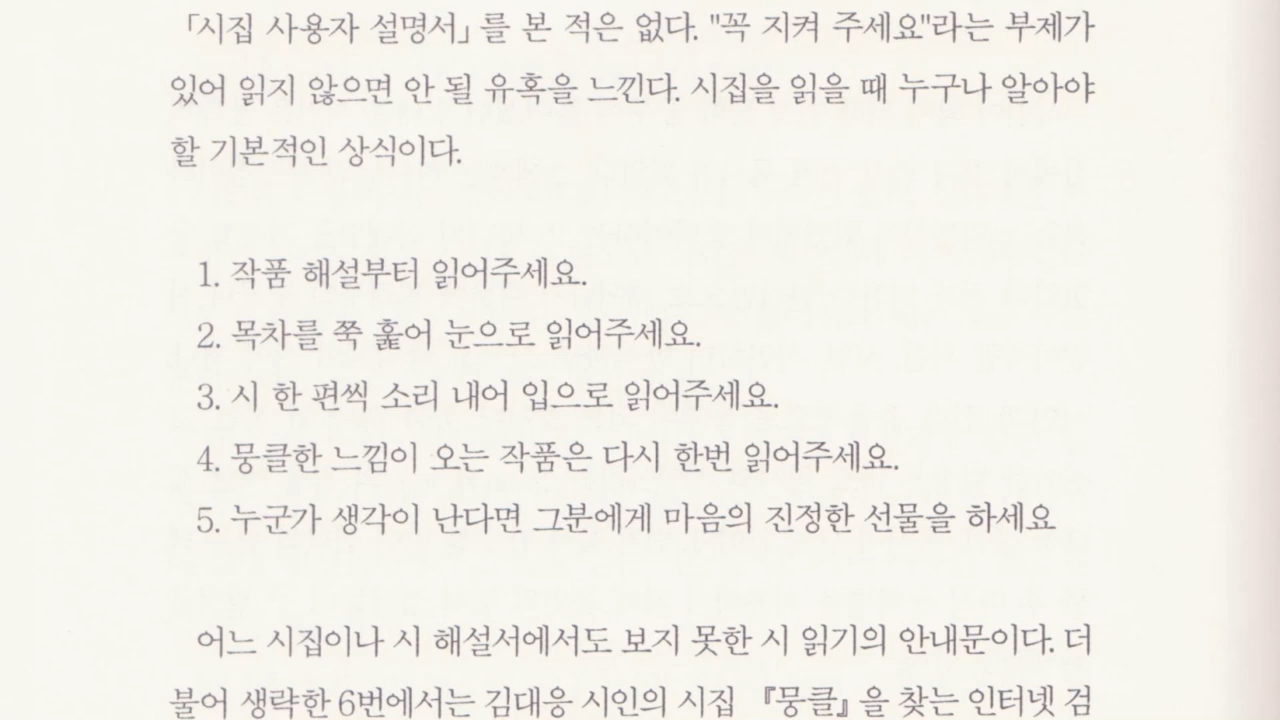 「시집 사용자 설명서」를 본 적은 없다. "꼭 지켜 주세요"라는 부제가
있어 읽지 않으면 안 될 유혹을 느낀다. 시집을 읽을 때 누구나 알아야
할 기본적인 상식이다.
1. 작품 해설부터 읽어주세요.
2. 목차를 쭉 훑어 눈으로 읽어주세요.
3. 시 한 편씩 소리 내어 입으로 읽어주세요.
4. 뭉클한 느낌이 오는 작품은 다시 한번 읽어주세요.
5. 누군가 생각이 난다면 그분에게 마음의 진정한 선물을 하세요
어느 시집이나 시 해설서에서도 보지 못한 시 읽기의 안내문이다. 더
불어 생략한 6번에서는 김대응 시인의 시집 『뭉클』을 찾는 인터넷 검